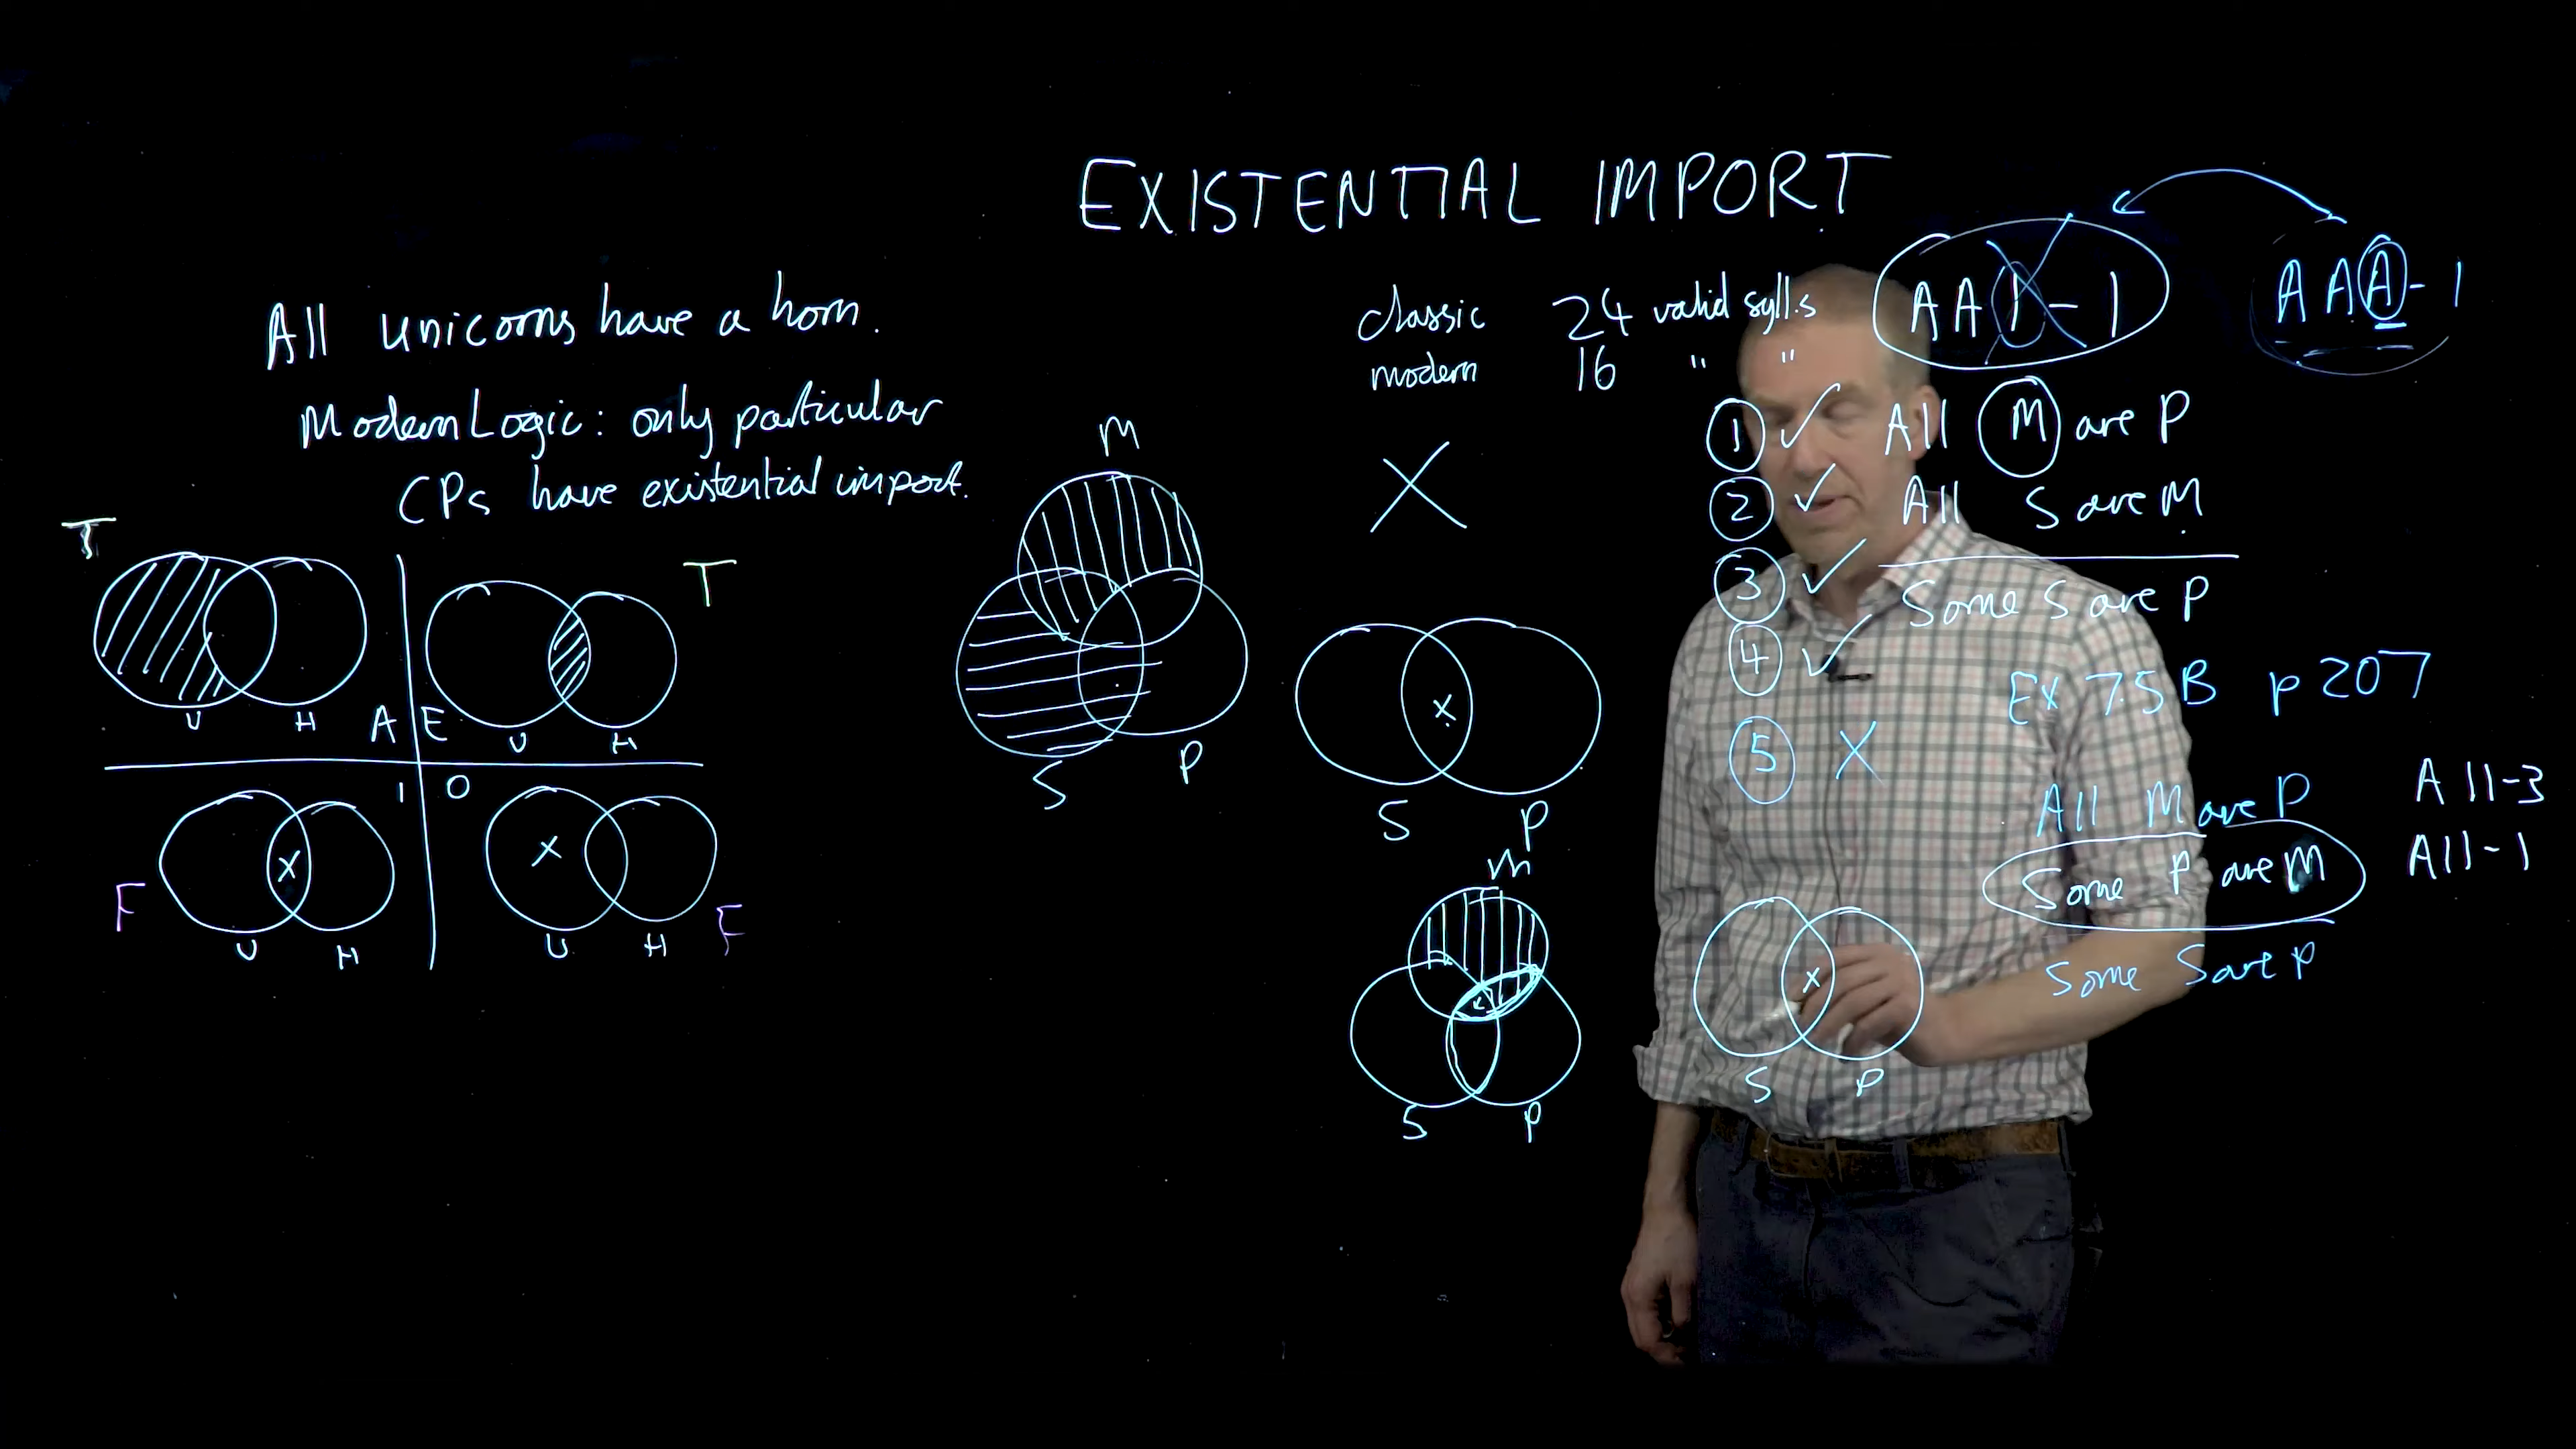 EXISTENTIAL IMPORT
All unicorns have a horn.
Modern Logic: only particular
CPs have existential import.
T
T
U H A E U H
I O
F
U H U H F
classic 24 valid sylls
modern 16 " "
AAI-1
AAA-1
1 ✓ All M are P
2 ✓ All S are M
3 ✓ Some S are P
4 ✓
5 X
Ex 7.5B p207
M
S P
X
X
S P
All M are P AII-3
Some P are M AII-1
Some S are P
M
X
S P
X
S P